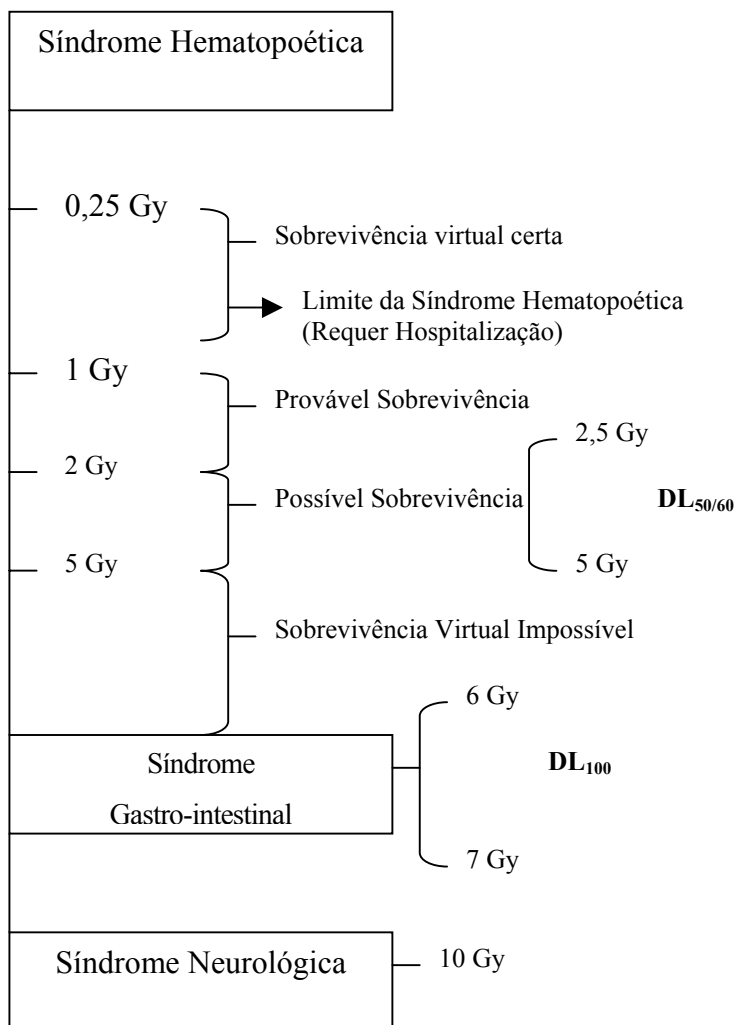 Síndrome Hematopoética
0,25 Gy
Sobrevivência virtual certa
Limite da Síndrome Hematopoética
(Requer Hospitalização)
1 Gy
Provável Sobrevivência
2,5 Gy
2 Gy
Possível Sobrevivência
DL50/60
5 Gy
5 Gy
Sobrevivência Virtual Impossível
6 Gy
Síndrome
Gastro-intestinal
DL100
7 Gy
Síndrome Neurológica
10 Gy